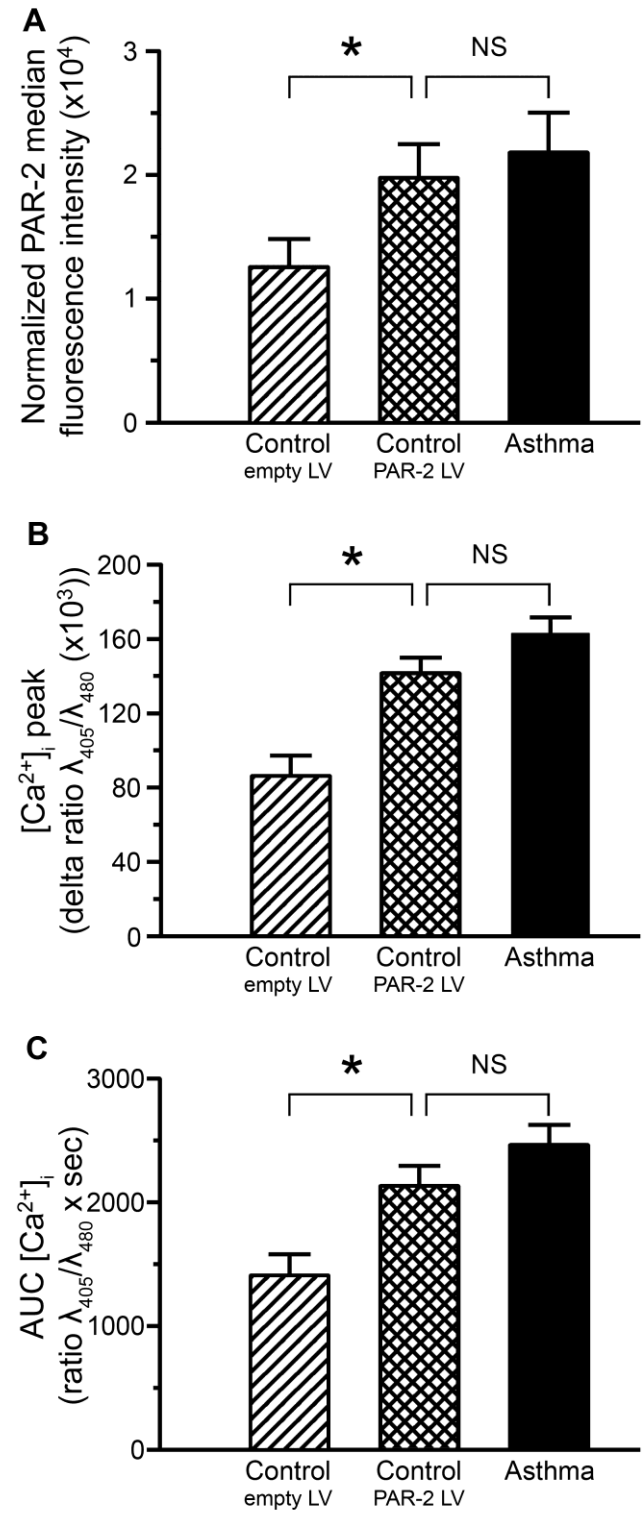 A
Normalized PAR-2 median
fluorescence intensity (x10⁴)
3
2
1
0
*
NS
Control
empty LV
Control
PAR-2 LV
Asthma
B
[Ca²⁺]ᵢ peak
(delta ratio λ₄₀₅/λ₄₈₀ (x10³))
200
160
120
80
40
0
*
NS
Control
empty LV
Control
PAR-2 LV
Asthma
C
AUC [Ca²⁺]ᵢ
(ratio λ₄₀₅/λ₄₈₀ x sec)
3000
2000
1000
0
*
NS
Control
empty LV
Control
PAR-2 LV
Asthma